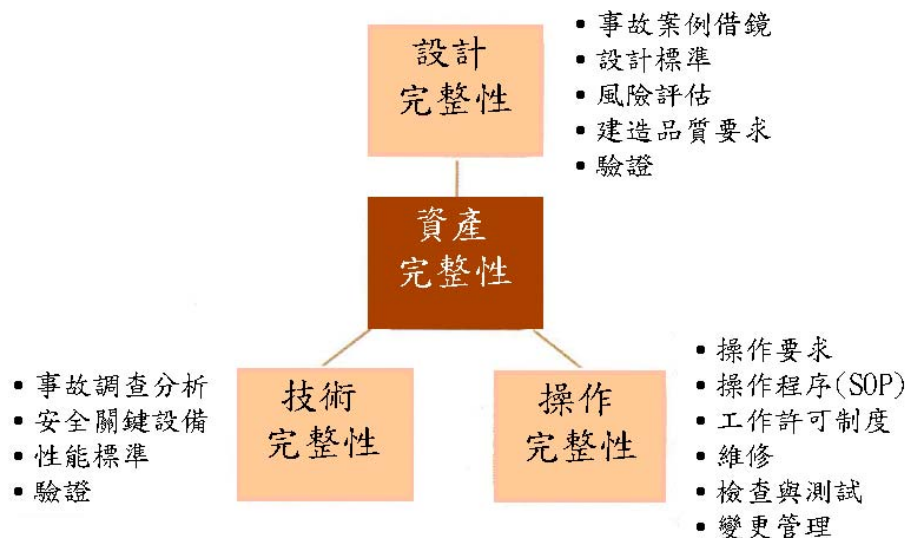 設計
完整性
• 事故案例借鏡
• 設計標準
• 風險評估
• 建造品質要求
• 驗證
資產
完整性
• 事故調查分析
• 安全關鍵設備
• 性能標準
• 驗證
技術
完整性
操作
完整性
• 操作要求
• 操作程序(SOP)
• 工作許可制度
• 維修
• 檢查與測試
• 變更管理